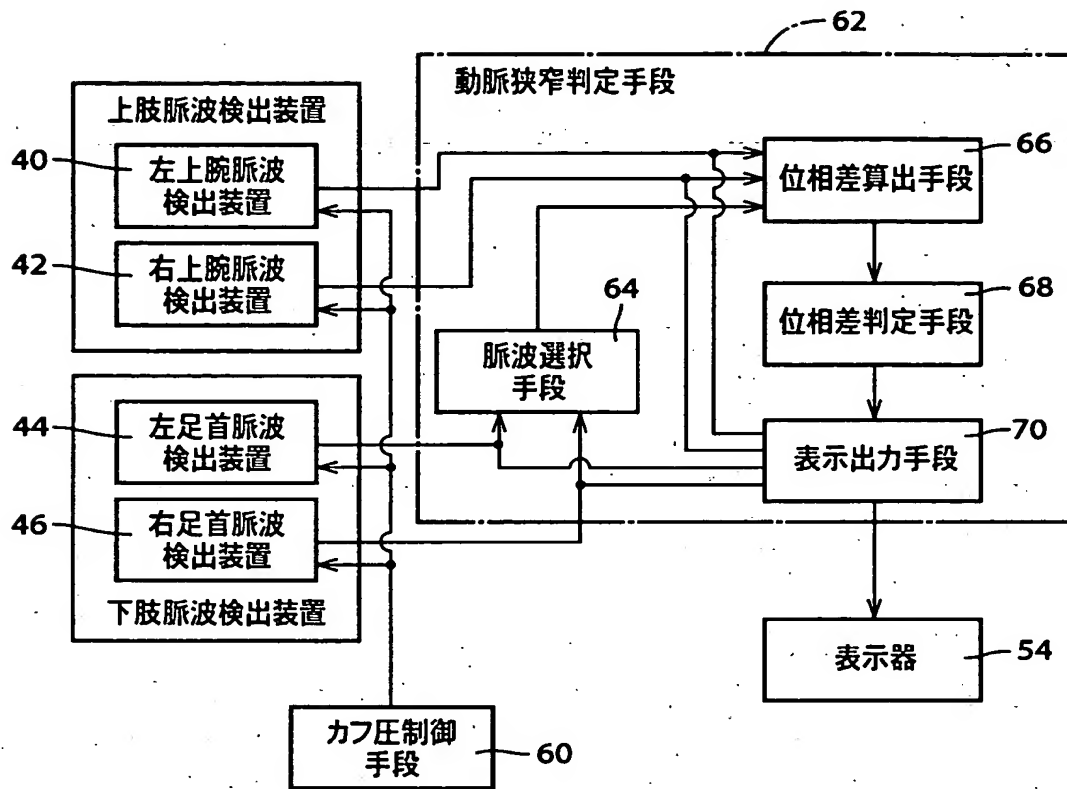 62
動脈狭窄判定手段
上肢脈波検出装置
40
左上腕脈波
検出装置
42
右上腕脈波
検出装置
66
位相差算出手段
64
脈波選択
手段
68
位相差判定手段
44
左足首脈波
検出装置
46
右足首脈波
検出装置
下肢脈波検出装置
70
表示出力手段
表示器
54
カフ圧制御
手段
60